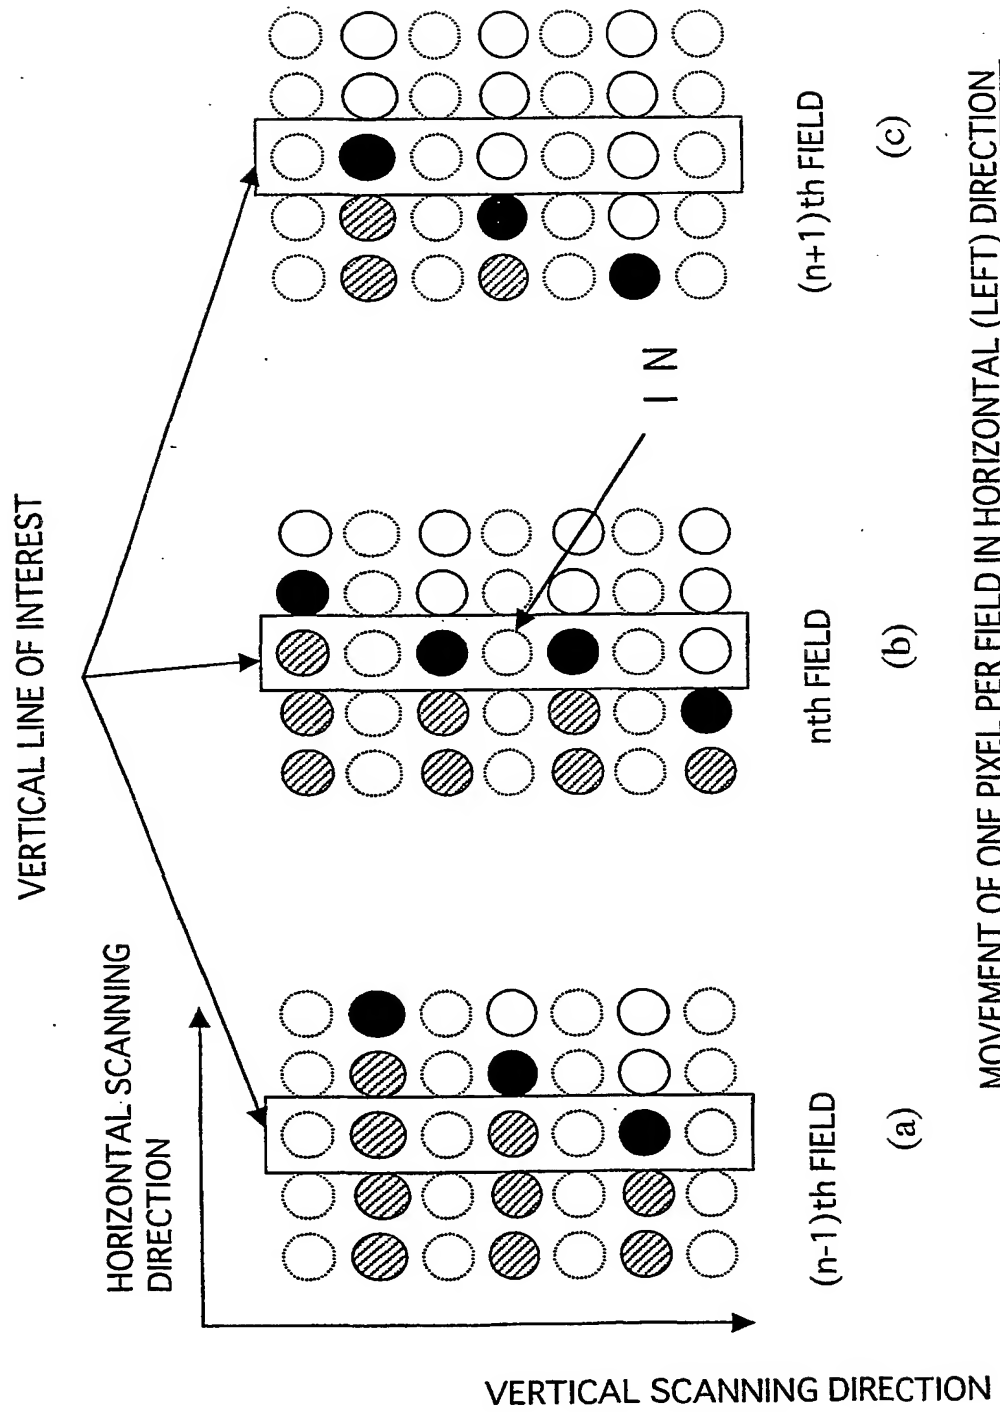 VERTICAL LINE OF INTEREST
HORIZONTAL SCANNING
DIRECTION
I N
(n-1)th FIELD
nth FIELD
(n+1)th FIELD
(a)
(b)
(c)
MOVEMENT OF ONE PIXEL PER FIELD IN HORIZONTAL (LEFT) DIRECTION
VERTICAL SCANNING DIRECTION